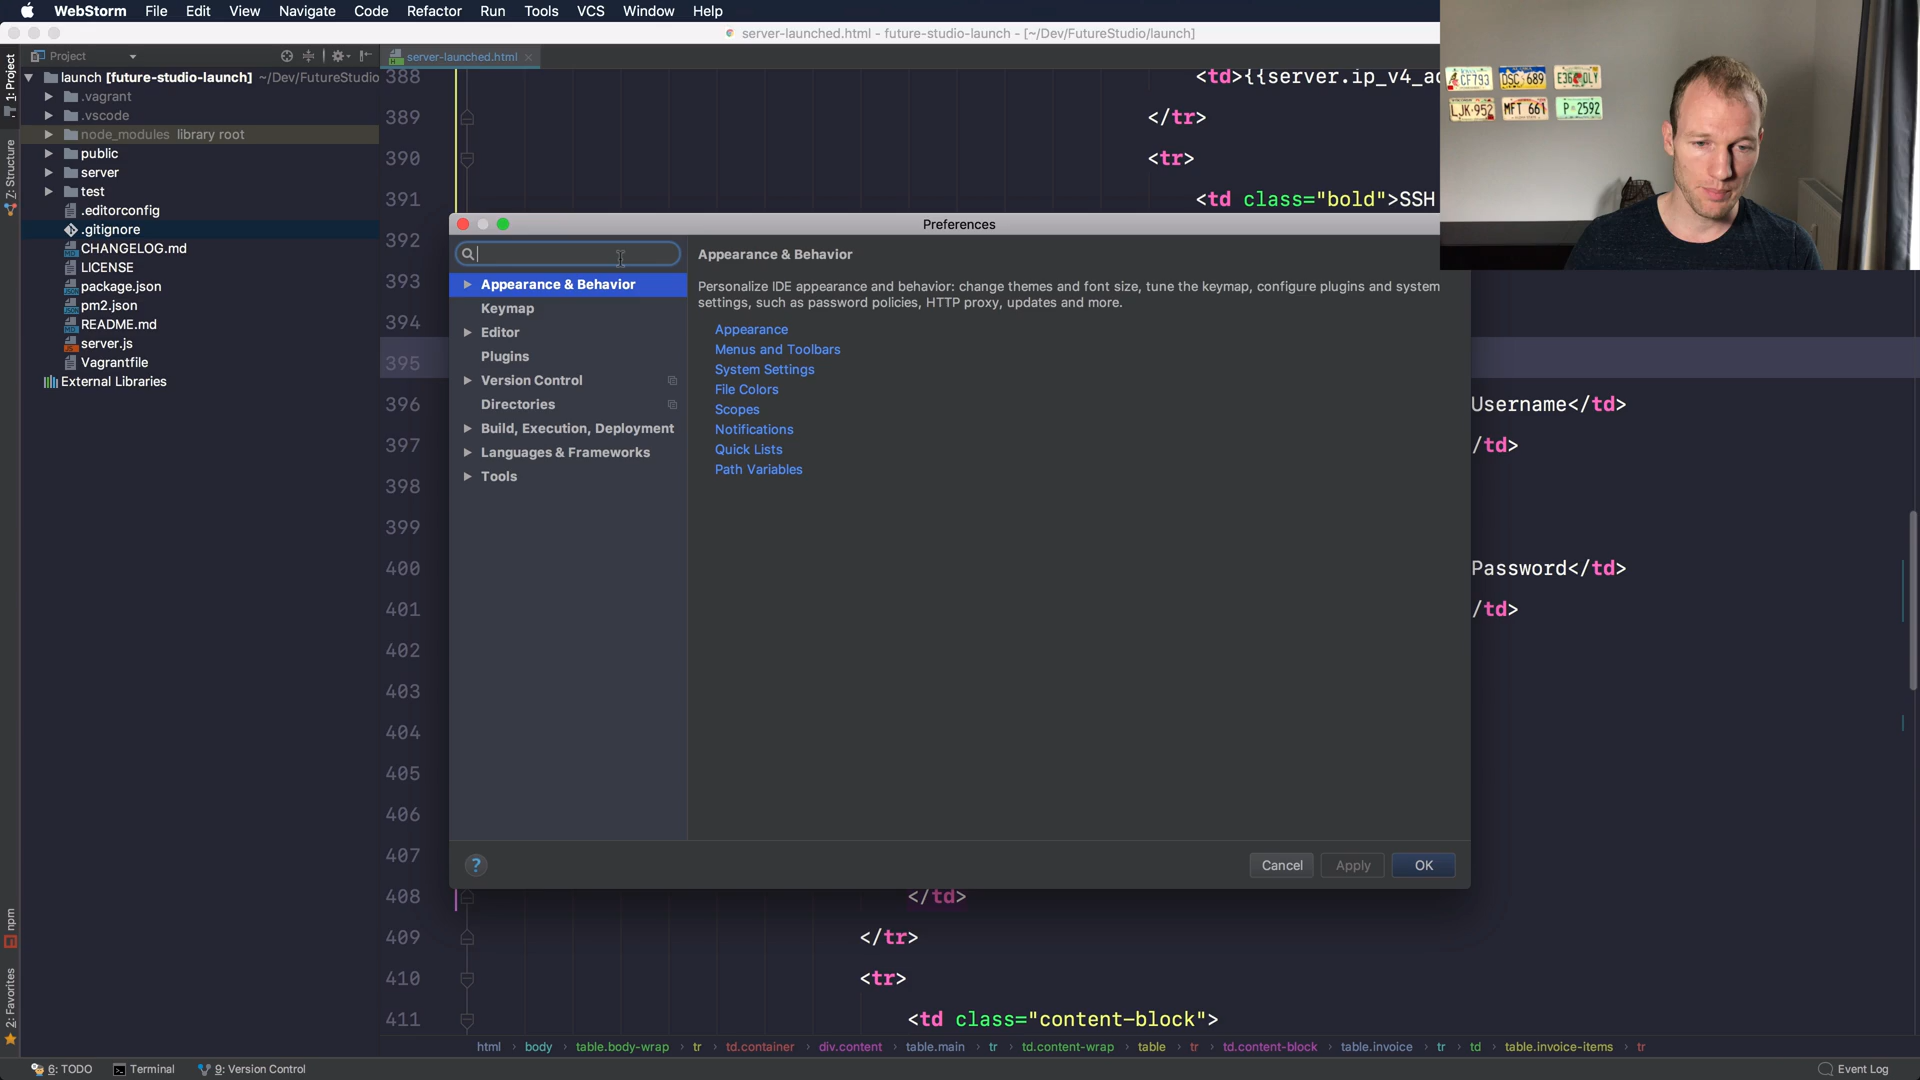 WebStorm File Edit View Navigate Code Refactor Run Tools VCS Window Help
server-launched.html - future-studio-launch - [~/Dev/FutureStudio/launch]
Project
server-launched.html
1: Project
launch [future-studio-launch] ~/Dev/FutureStudio
.vagrant
.vscode
node_modules library root
public
server
test
.editorconfig
.gitignore
CHANGELOG.md
LICENSE
package.json
pm2.json
README.md
server.js
Vagrantfile
External Libraries
Z: Structure
npm
2: Favorites
388 <td>{{server.ip_v4_ad
389 </tr>
390 <tr>
391 <td class="bold">SSH
392
393
394
395
396 Username</td>
397 /td>
398
399
400 Password</td>
401 /td>
402
403
404
405
406
407
408 </td>
409 </tr>
410 <tr>
411 <td class="content-block">
Preferences
Appearance & Behavior
Keymap
Editor
Plugins
Version Control
Directories
Build, Execution, Deployment
Languages & Frameworks
Tools
Appearance & Behavior
Personalize IDE appearance and behavior: change themes and font size, tune the keymap, configure plugins and system
settings, such as password policies, HTTP proxy, updates and more.
Appearance
Menus and Toolbars
System Settings
File Colors
Scopes
Notifications
Quick Lists
Path Variables
?
Cancel Apply OK
CF793 DSC 689
LJK 952 MFT 661 P 2592
html › body › table.body-wrap › tr › td.container › div.content › table.main › tr › td.content-wrap › table › tr › td.content-block › table.invoice › tr › td › table.invoice-items › tr
6: TODO Terminal 9: Version Control Event Log